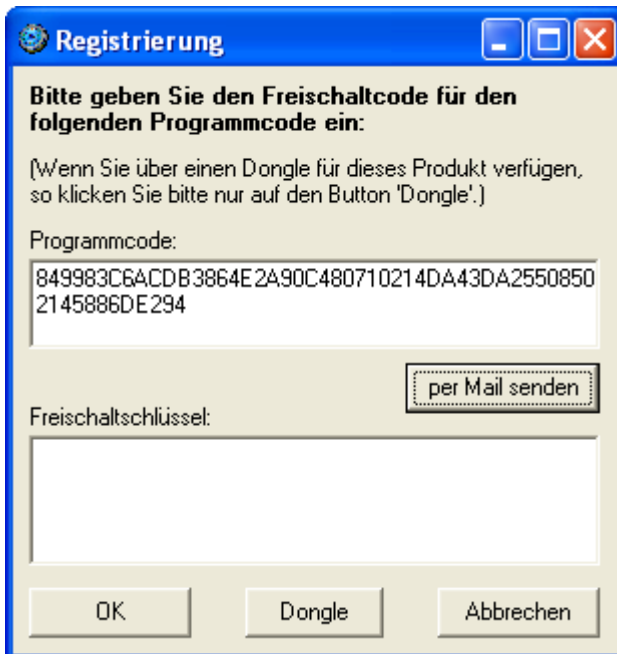 Registrierung
Bitte geben Sie den Freischaltcode für den
folgenden Programmcode ein:
(Wenn Sie über einen Dongle für dieses Produkt verfügen,
so klicken Sie bitte nur auf den Button 'Dongle'.)
Programmcode:
849983C6ACDB3864E2A90C480710214DA43DA2550850
2145886DE294
per Mail senden
Freischaltschlüssel:
OK Dongle Abbrechen